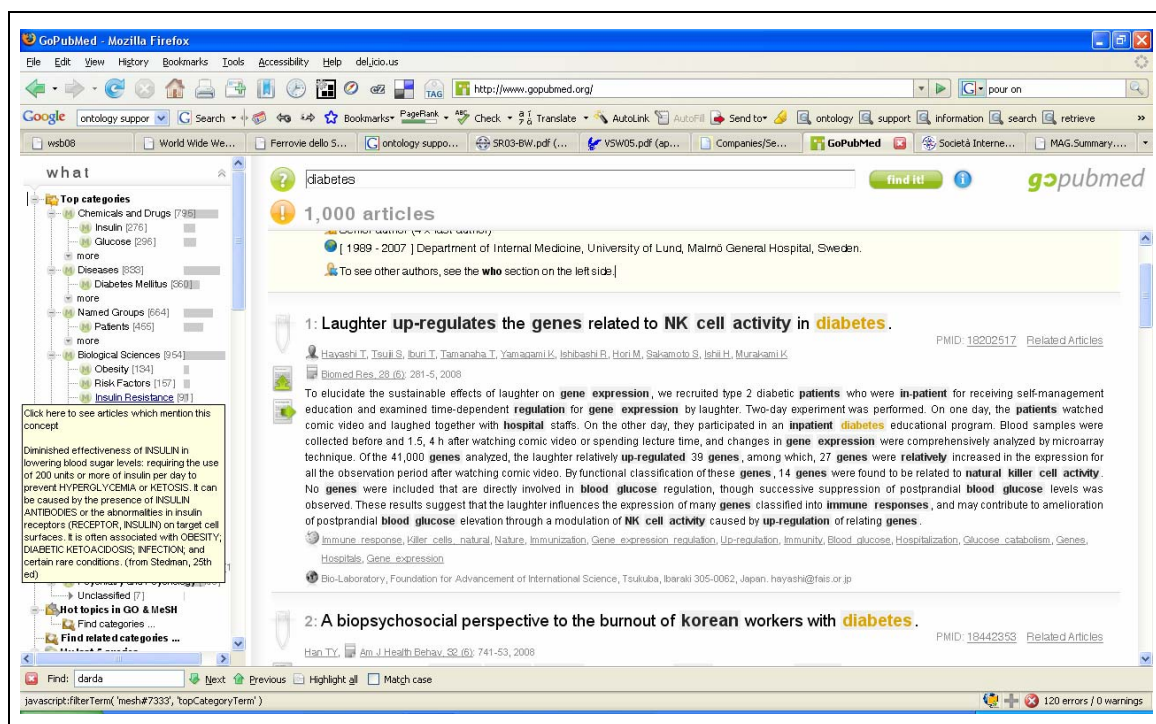 GoPubMed - Mozilla Firefox
File Edit View History Bookmarks Tools Accessibility Help del.icio.us
TAG http://www.gopubmed.org/ G pour on
Google ontology suppor G Search Bookmarks PageRank Check Translate AutoLink AutoFill Send to ontology support information search retrieve »
wsb08 World Wide We... Ferrovie dello S... ontology suppo... SR03-BW.pdf (... VSW05.pdf (ap... Companies/Se... GoPubMed Società Interne... MAG.Summary....
what
Top categories
Chemicals and Drugs [795]
Insulin [276]
Glucose [296]
more
Diseases [833]
Diabetes Mellitus [360]
more
Named Groups [664]
Patients [455]
more
Biological Sciences [954]
Obesity [134]
Risk Factors [157]
Insulin Resistance [91]
Click here to see articles which mention this
concept
Diminished effectiveness of INSULIN in
lowering blood sugar levels: requiring the use
of 200 units or more of insulin per day to
prevent HYPERGLYCEMIA or KETOSIS. It can
be caused by the presence of INSULIN
ANTIBODIES or the abnormalities in insulin
receptors (RECEPTOR, INSULIN) on target cell
surfaces. It is often associated with OBESITY;
DIABETIC KETOACIDOSIS; INFECTION; and
certain rare conditions. (from Stedman, 25th
ed)
Unclassified [7]
Hot topics in GO & MeSH
Find categories ...
Find related categories ...
diabetes find it! gopubmed
1,000 articles
[ 1989 - 2007 ] Department of Internal Medicine, University of Lund, Malmö General Hospital, Sweden.
To see other authors, see the who section on the left side.
1: Laughter up-regulates the genes related to NK cell activity in diabetes.
PMID: 18202517 Related Articles
Hayashi T, Tsujii S, Iburi T, Tamanaha T, Yamagami K, Ishibashi R, Hori M, Sakamoto S, Ishii H, Murakami K
Biomed Res, 28 (6): 281-5, 2008
To elucidate the sustainable effects of laughter on gene expression, we recruited type 2 diabetic patients who were in-patient for receiving self-management
education and examined time-dependent regulation for gene expression by laughter. Two-day experiment was performed. On one day, the patients watched
comic video and laughed together with hospital staffs. On the other day, they participated in an inpatient diabetes educational program. Blood samples were
collected before and 1.5, 4 h after watching comic video or spending lecture time, and changes in gene expression were comprehensively analyzed by microarray
technique. Of the 41,000 genes analyzed, the laughter relatively up-regulated 39 genes, among which, 27 genes were relatively increased in the expression for
all the observation period after watching comic video. By functional classification of these genes, 14 genes were found to be related to natural killer cell activity.
No genes were included that are directly involved in blood glucose regulation, though successive suppression of postprandial blood glucose levels was
observed. These results suggest that the laughter influences the expression of many genes classified into immune responses, and may contribute to amelioration
of postprandial blood glucose elevation through a modulation of NK cell activity caused by up-regulation of relating genes.
Immune response, Killer cells, natural, Nature, Immunization, Gene expression regulation, Up-regulation, Immunity, Blood glucose, Hospitalization, Glucose catabolism, Genes,
Hospitals, Gene expression
Bio-Laboratory, Foundation for Advancement of International Science, Tsukuba, Ibaraki 305-0062, Japan. hayashi@fais.or.jp
2: A biopsychosocial perspective to the burnout of korean workers with diabetes.
PMID: 18442353 Related Articles
Han TY, Am J Health Behav, 32 (6): 741-53, 2008
Find: darda Next Previous Highlight all Match case
javascript:filterTerm( 'mesh#7333', 'topCategoryTerm' ) 120 errors / 0 warnings